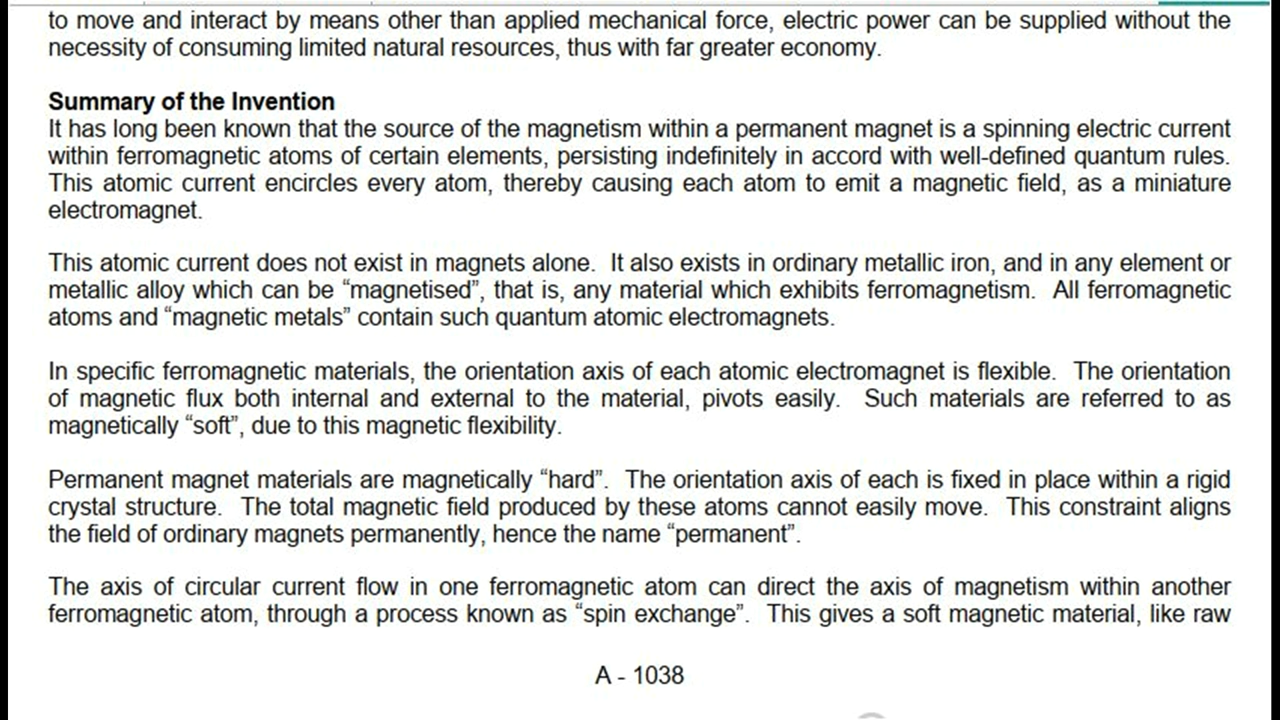 to move and interact by means other than applied mechanical force, electric power can be supplied without the
necessity of consuming limited natural resources, thus with far greater economy.
Summary of the Invention
It has long been known that the source of the magnetism within a permanent magnet is a spinning electric current
within ferromagnetic atoms of certain elements, persisting indefinitely in accord with well-defined quantum rules.
This atomic current encircles every atom, thereby causing each atom to emit a magnetic field, as a miniature
electromagnet.
This atomic current does not exist in magnets alone.  It also exists in ordinary metallic iron, and in any element or
metallic alloy which can be “magnetised”, that is, any material which exhibits ferromagnetism.  All ferromagnetic
atoms and “magnetic metals” contain such quantum atomic electromagnets.
In specific ferromagnetic materials, the orientation axis of each atomic electromagnet is flexible.  The orientation
of magnetic flux both internal and external to the material, pivots easily.  Such materials are referred to as
magnetically “soft”, due to this magnetic flexibility.
Permanent magnet materials are magnetically “hard”.  The orientation axis of each is fixed in place within a rigid
crystal structure.  The total magnetic field produced by these atoms cannot easily move.  This constraint aligns
the field of ordinary magnets permanently, hence the name “permanent”.
The axis of circular current flow in one ferromagnetic atom can direct the axis of magnetism within another
ferromagnetic atom, through a process known as “spin exchange”.  This gives a soft magnetic material, like raw
A - 1038